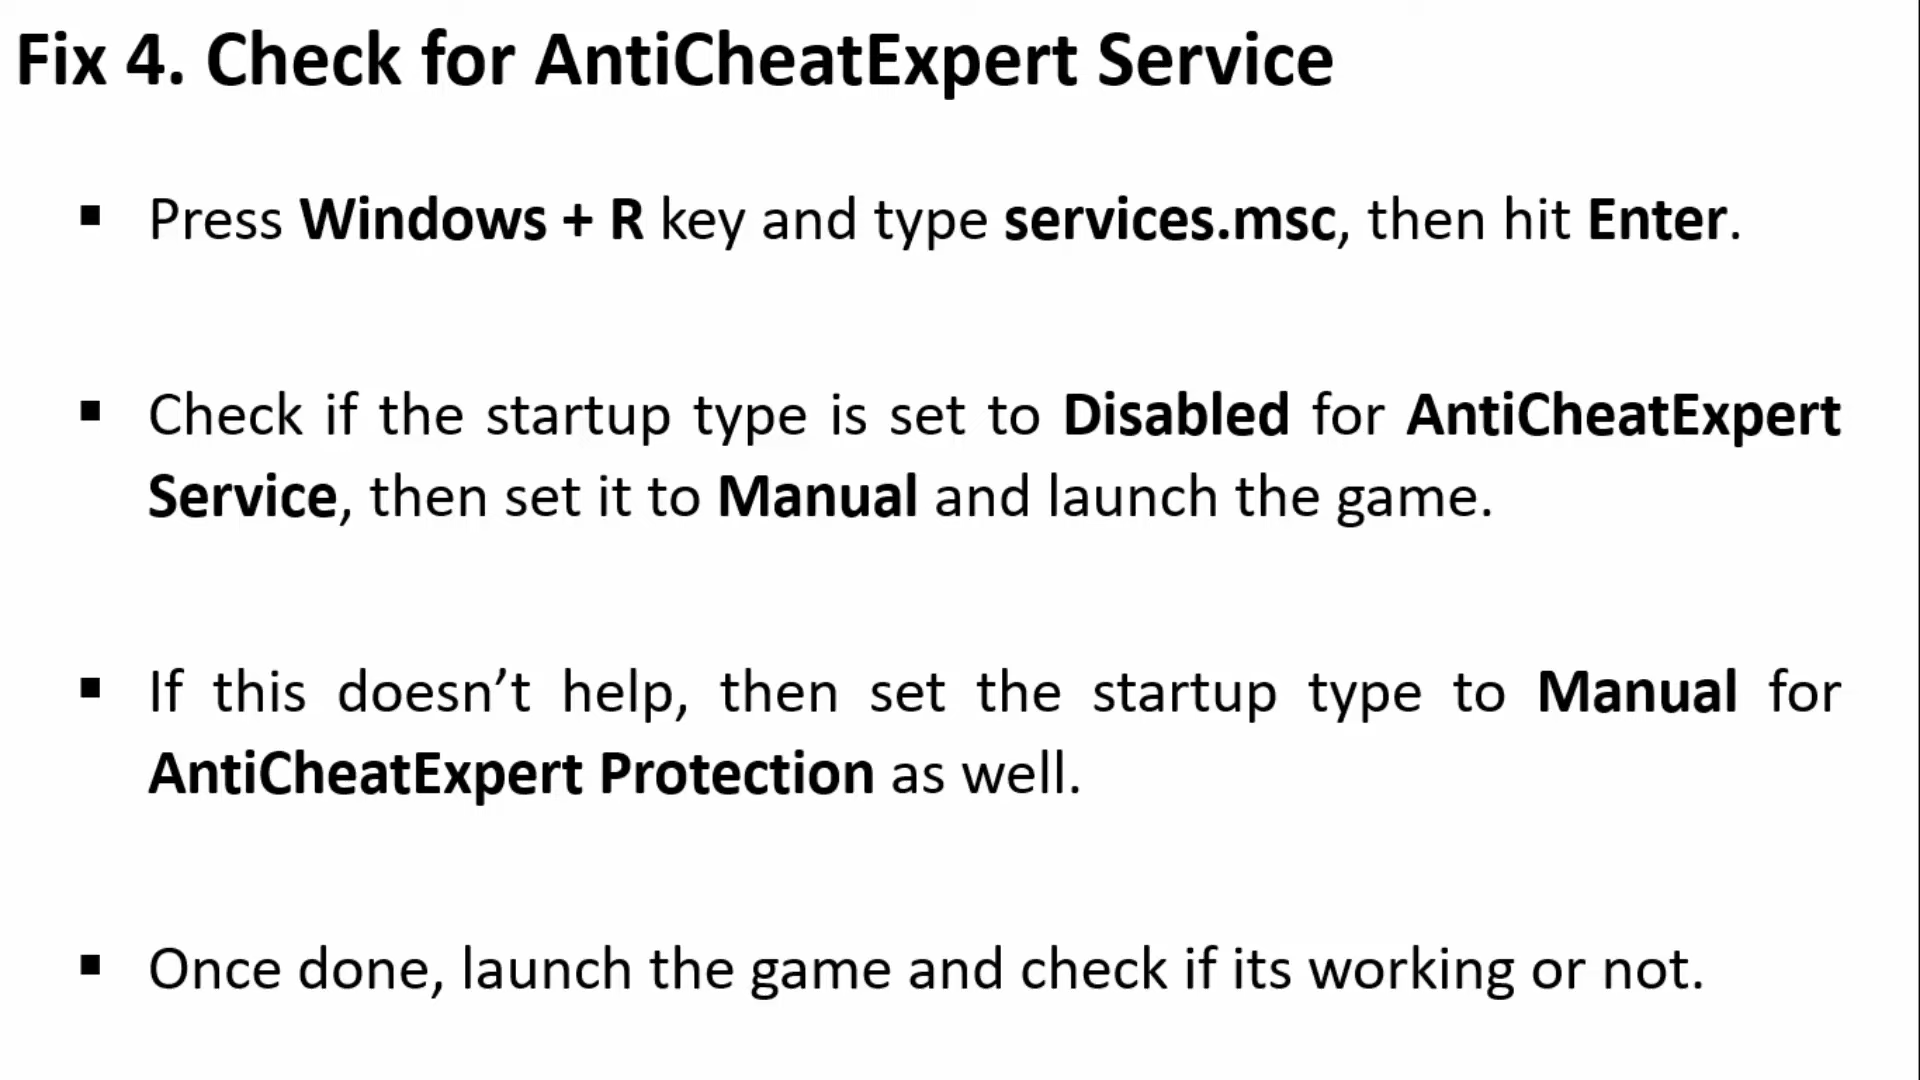 Fix 4. Check for AntiCheatExpert Service
▪ Press Windows + R key and type services.msc, then hit Enter.
▪ Check if the startup type is set to Disabled for AntiCheatExpert
Service, then set it to Manual and launch the game.
▪ If this doesn’t help, then set the startup type to Manual for
AntiCheatExpert Protection as well.
▪ Once done, launch the game and check if its working or not.